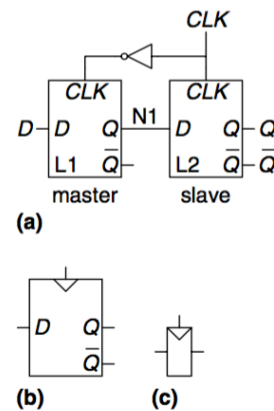 CLK
CLK CLK
D D Q N1 D Q Q
L1 Q̅ L2 Q̅ Q̅
master slave
(a)
D Q
Q̅
(b) (c)